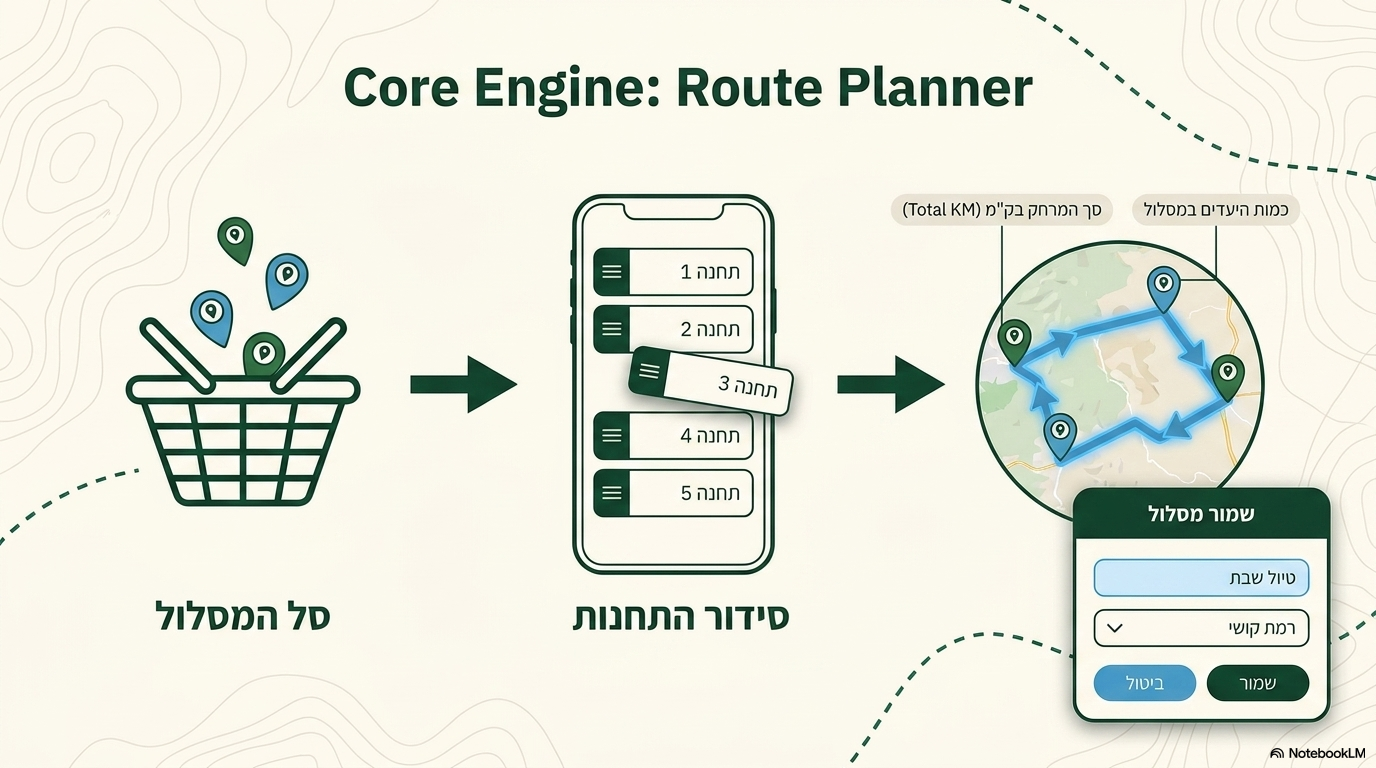 Core Engine: Route Planner
סל המסלול
תחנה 1
תחנה 2
תחנה 3
תחנה 4
תחנה 5
סידור התחנות
כמות היעדים במסלול
סך המרחק בק"מ (Total KM)
שמור מסלול
טיול שבת
רמת קושי
שמור
ביטול
NotebookLM